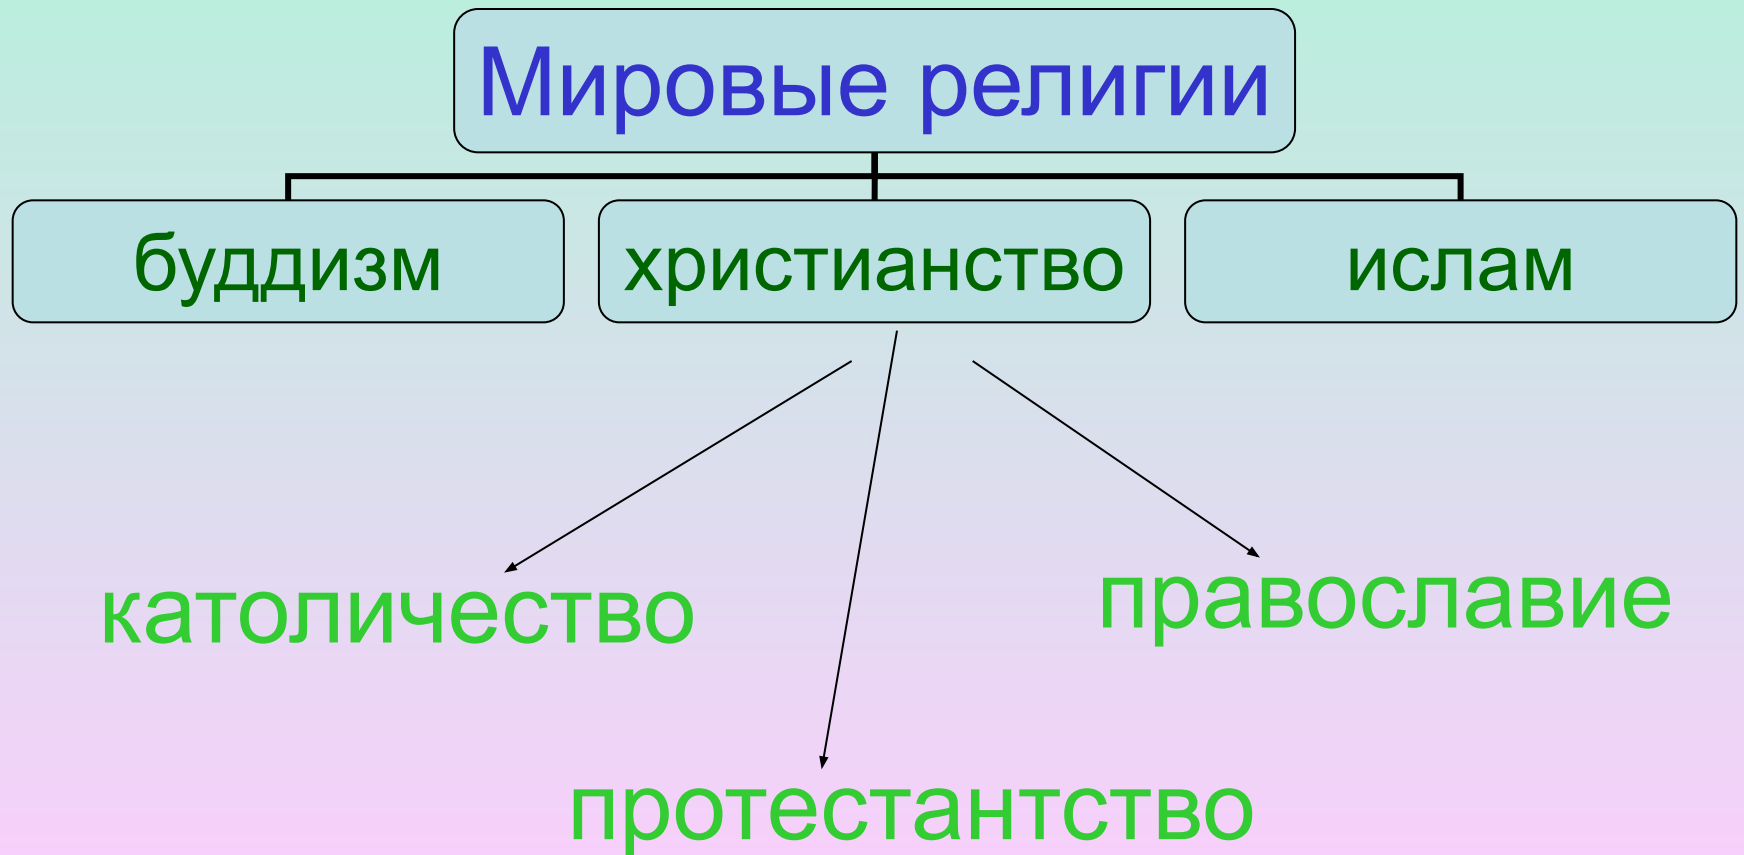 Мировые религии
буддизм
христианство
ислам
католичество
православие
протестантство